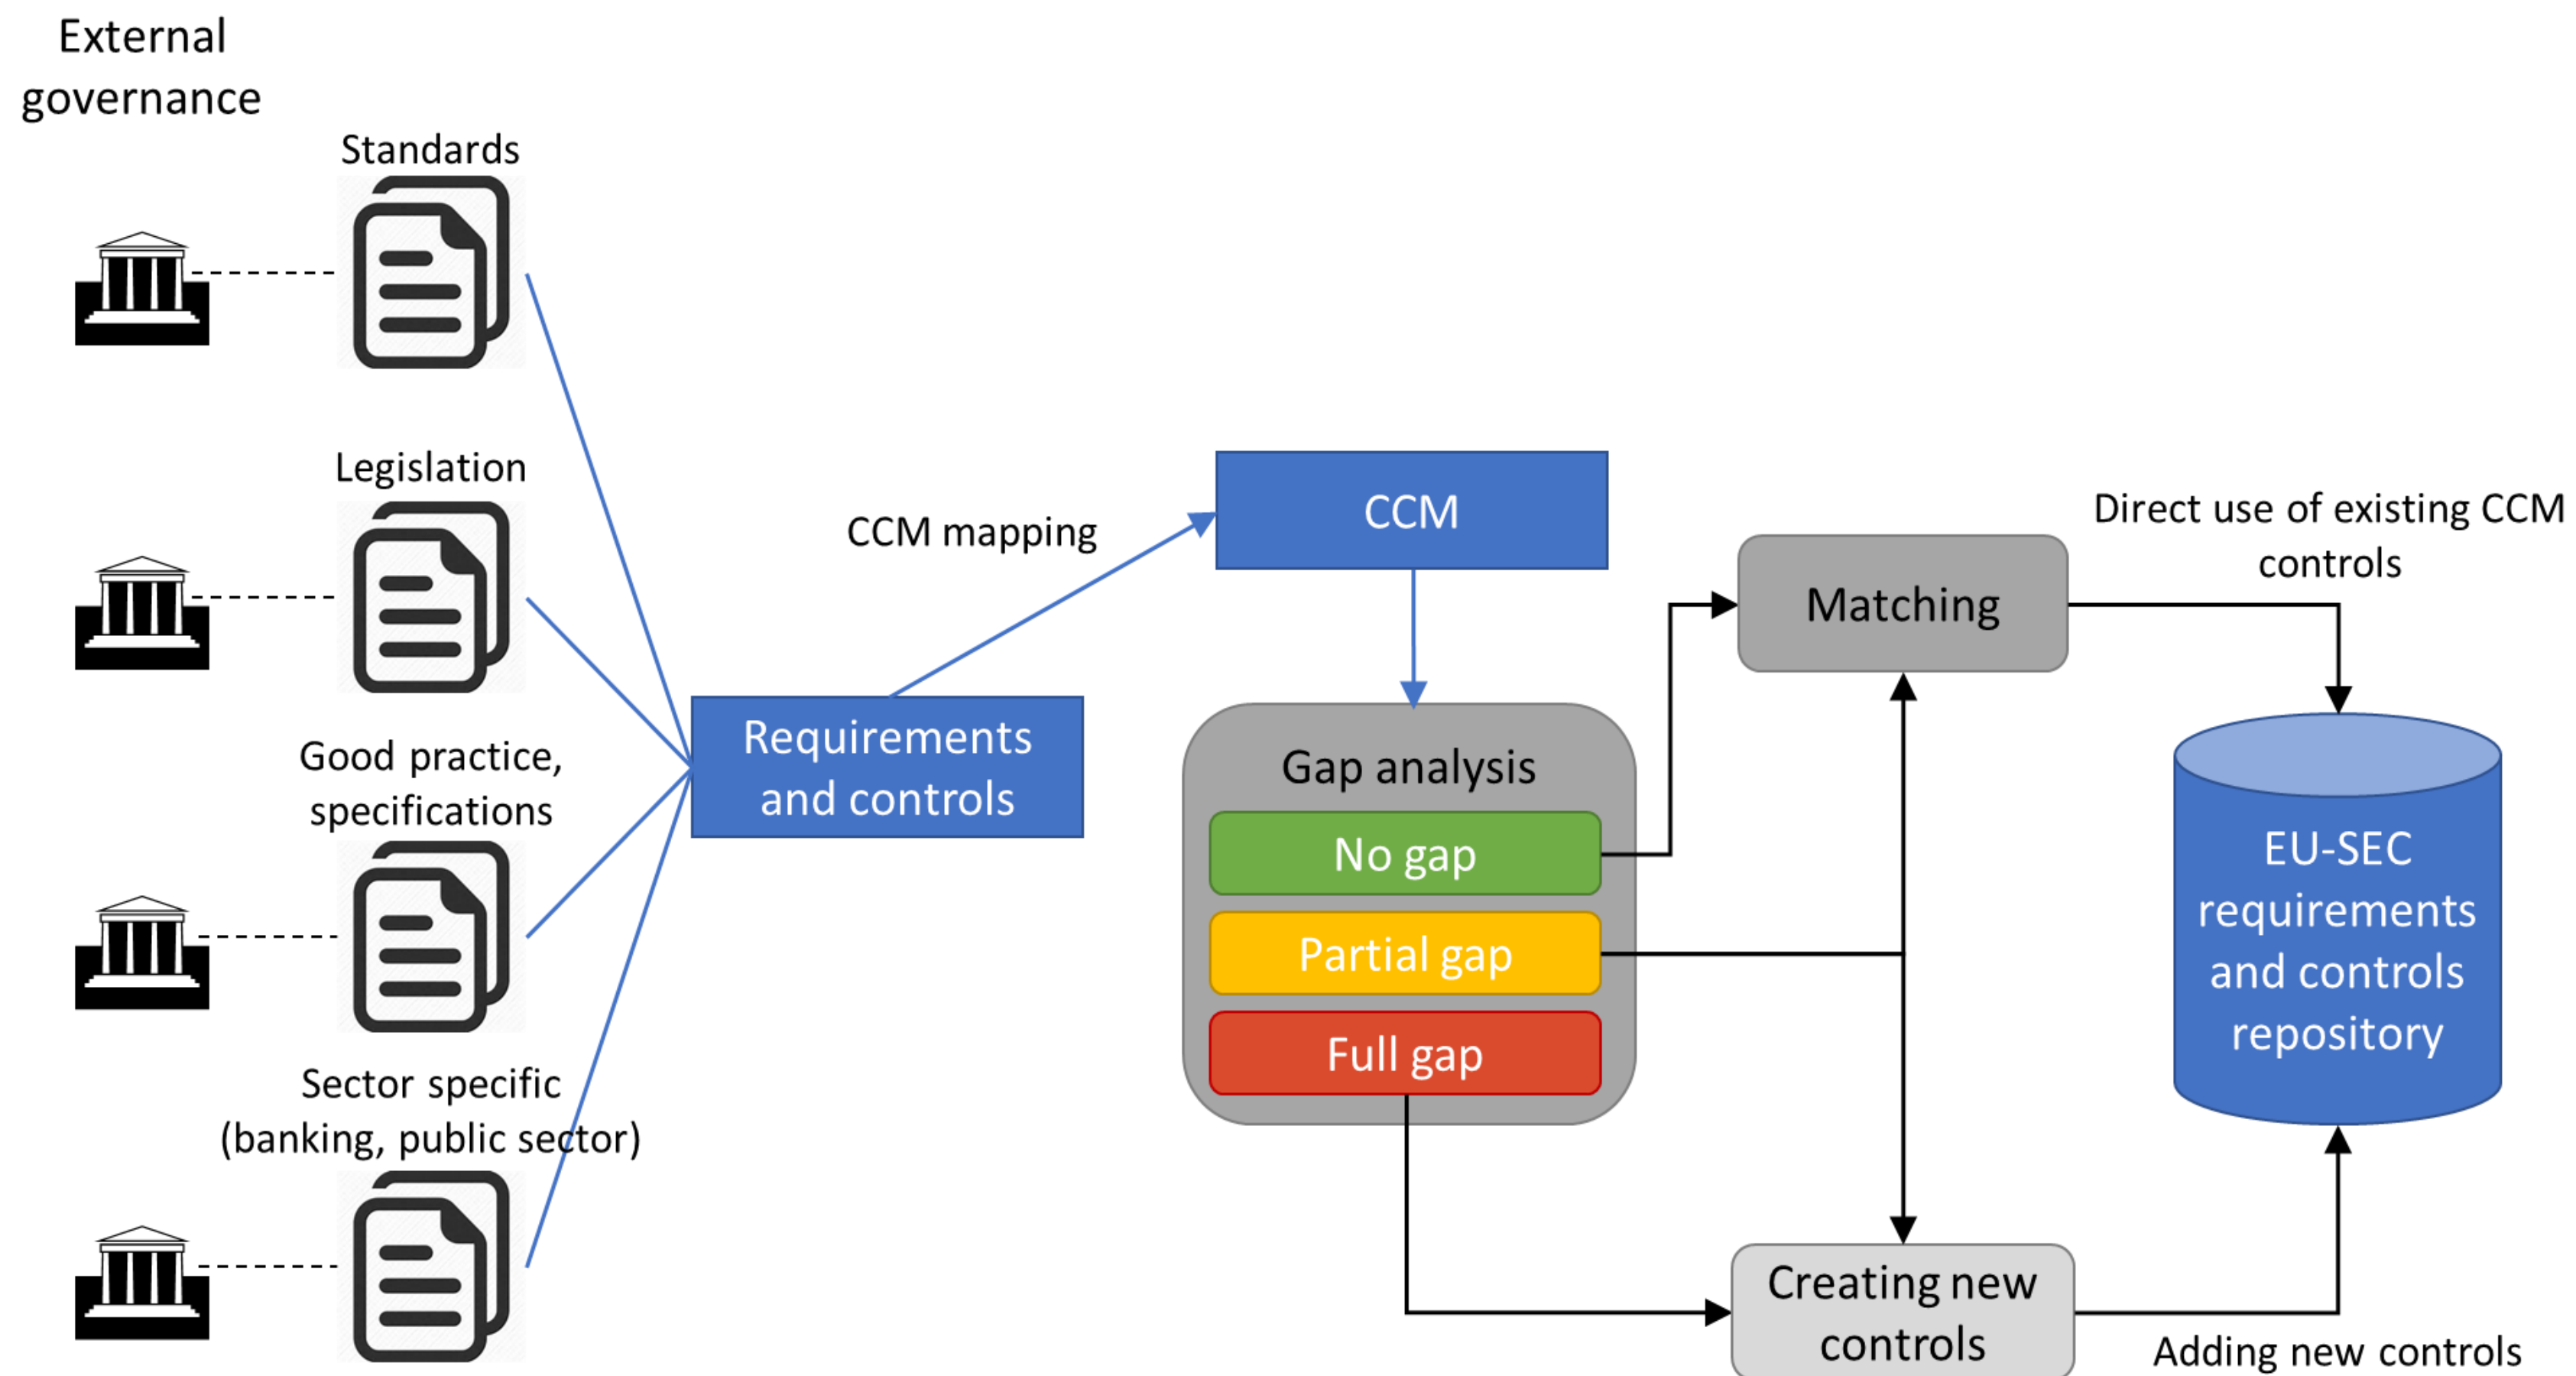 External
governance
Standards
Legislation
Good practice,
specifications
Sector specific
(banking, public sector)
Requirements
and controls
CCM mapping
CCM
Gap analysis
No gap
Partial gap
Full gap
Matching
Creating new
controls
Direct use of existing CCM
controls
EU-SEC
requirements
and controls
repository
Adding new controls